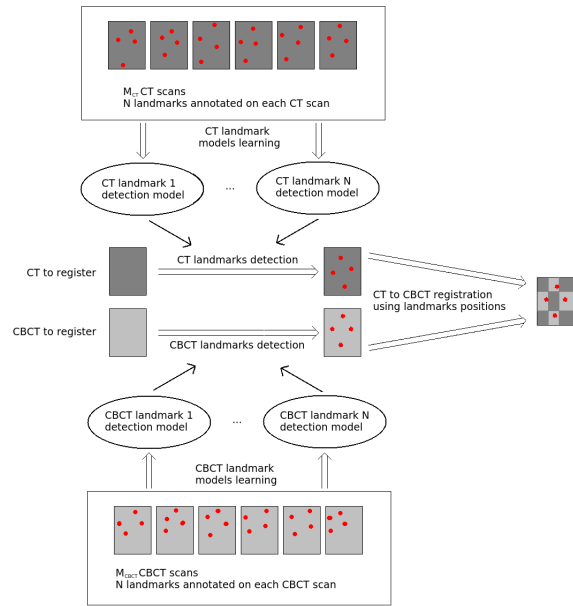 M CT CT scans
N landmarks annotated on each CT scan
CT landmark
models learning
CT landmark 1
detection model
...
CT landmark N
detection model
CT to register
CT landmarks detection
CT to CBCT registration
using landmarks positions
CBCT to register
CBCT landmarks detection
CBCT landmark 1
detection model
...
CBCT landmark N
detection model
CBCT landmark
models learning
M CBCT CBCT scans
N landmarks annotated on each CBCT scan